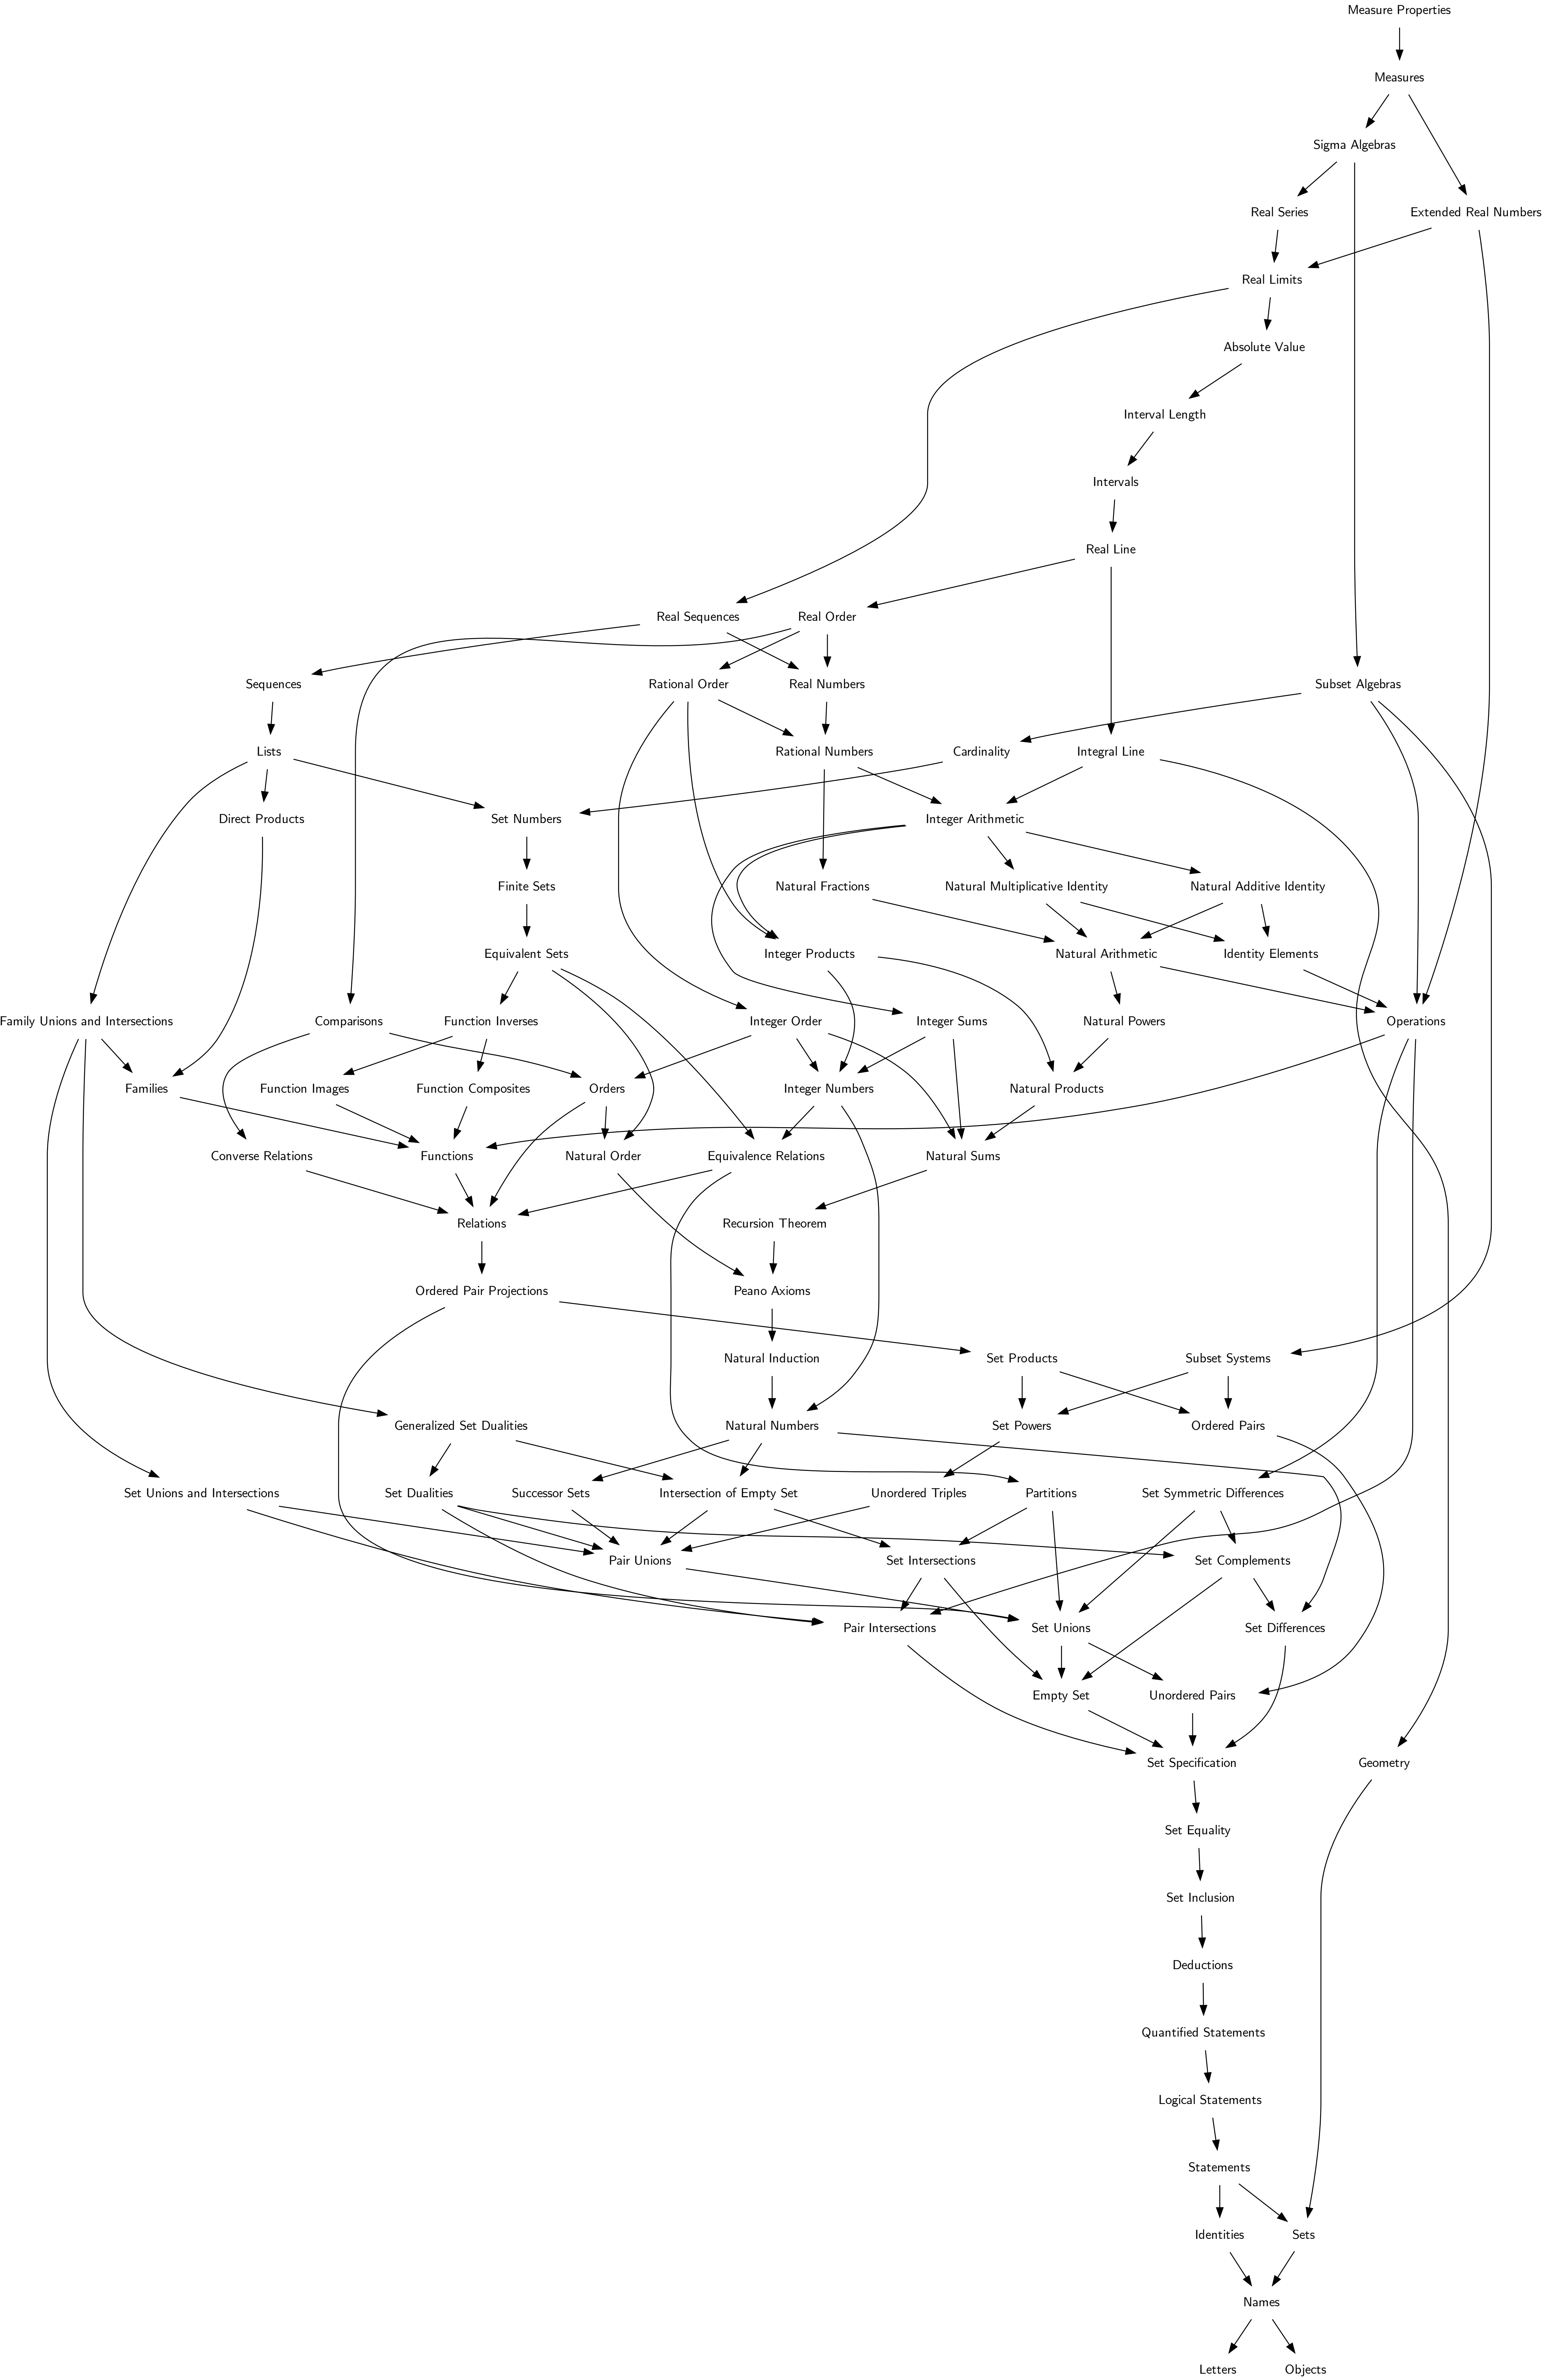 Measure Properties
Measures
Sigma Algebras
Real Series
Extended Real Numbers
Real Limits
Absolute Value
Interval Length
Intervals
Real Line
Real Sequences
Real Order
Sequences
Rational Order
Real Numbers
Subset Algebras
Lists
Rational Numbers
Cardinality
Integral Line
Direct Products
Set Numbers
Integer Arithmetic
Finite Sets
Natural Fractions
Natural Multiplicative Identity
Natural Additive Identity
Equivalent Sets
Integer Products
Natural Arithmetic
Identity Elements
Family Unions and Intersections
Comparisons
Function Inverses
Integer Order
Integer Sums
Natural Powers
Operations
Families
Function Images
Function Composites
Orders
Integer Numbers
Natural Products
Converse Relations
Functions
Natural Order
Equivalence Relations
Natural Sums
Relations
Recursion Theorem
Ordered Pair Projections
Peano Axioms
Natural Induction
Set Products
Subset Systems
Generalized Set Dualities
Natural Numbers
Set Powers
Ordered Pairs
Set Unions and Intersections
Set Dualities
Successor Sets
Intersection of Empty Set
Unordered Triples
Partitions
Set Symmetric Differences
Pair Unions
Set Intersections
Set Complements
Pair Intersections
Set Unions
Set Differences
Empty Set
Unordered Pairs
Set Specification
Geometry
Set Equality
Set Inclusion
Deductions
Quantified Statements
Logical Statements
Statements
Identities
Sets
Names
Letters
Objects